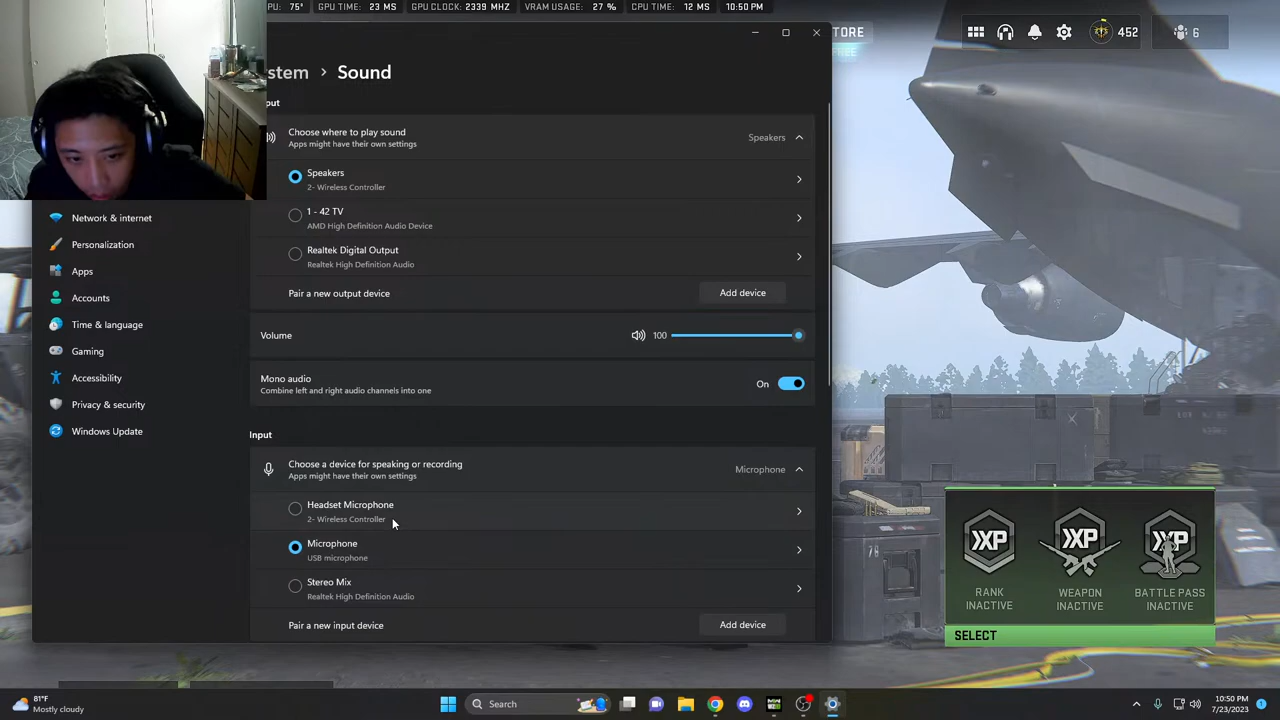 PU: 75° GPU TIME: 23 MS GPU CLOCK: 2339 MHZ VRAM USAGE: 27 % CPU TIME: 12 MS 10:50 PM
TORE
452
6
stem > Sound
put
Choose where to play sound
Apps might have their own settings
Speakers
Speakers
2- Wireless Controller
1 - 42 TV
AMD High Definition Audio Device
Realtek Digital Output
Realtek High Definition Audio
Pair a new output device
Add device
Network & internet
Personalization
Apps
Accounts
Time & language
Gaming
Accessibility
Privacy & security
Windows Update
Volume
100
Mono audio
Combine left and right audio channels into one
On
Input
Choose a device for speaking or recording
Apps might have their own settings
Microphone
Headset Microphone
2- Wireless Controller
Microphone
USB microphone
Stereo Mix
Realtek High Definition Audio
Pair a new input device
Add device
XP
XP
XP
RANK
INACTIVE
WEAPON
INACTIVE
BATTLE PASS
INACTIVE
SELECT
81°F
Mostly cloudy
Search
10:50 PM
7/23/2023